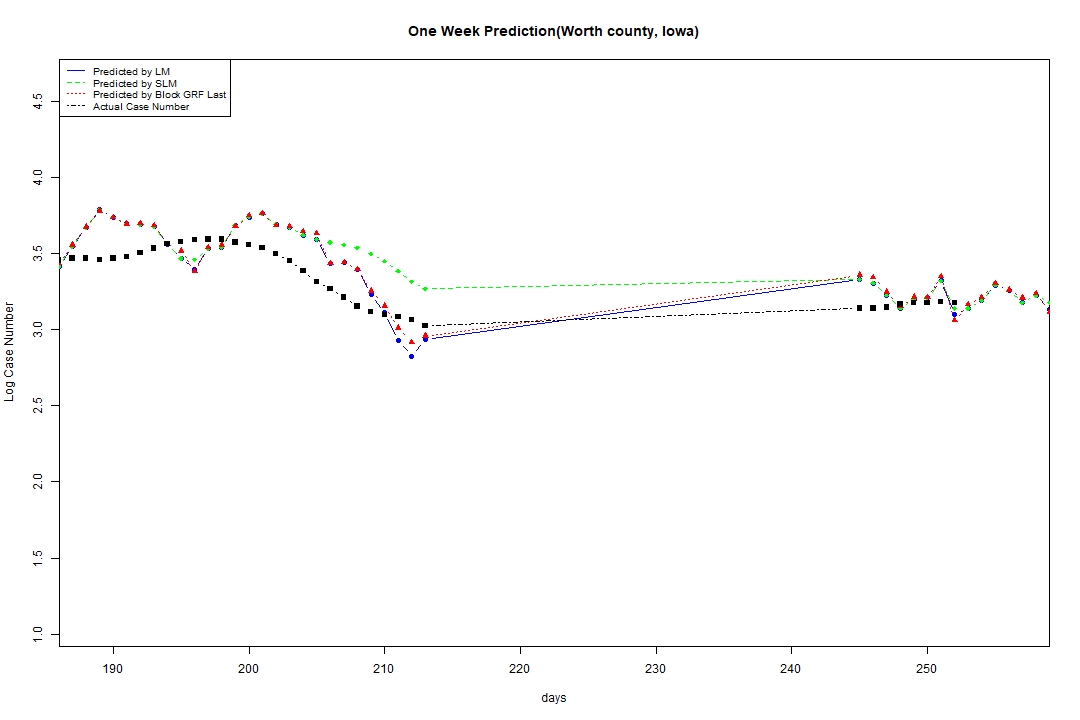 One Week Prediction(Worth county, Iowa)
Predicted by LM
Predicted by SLM
Predicted by Block GRF Last
Actual Case Number
4.5
4.0
3.5
3.0
2.5
2.0
1.5
1.0
Log Case Number
190 200 210 220 230 240 250
days